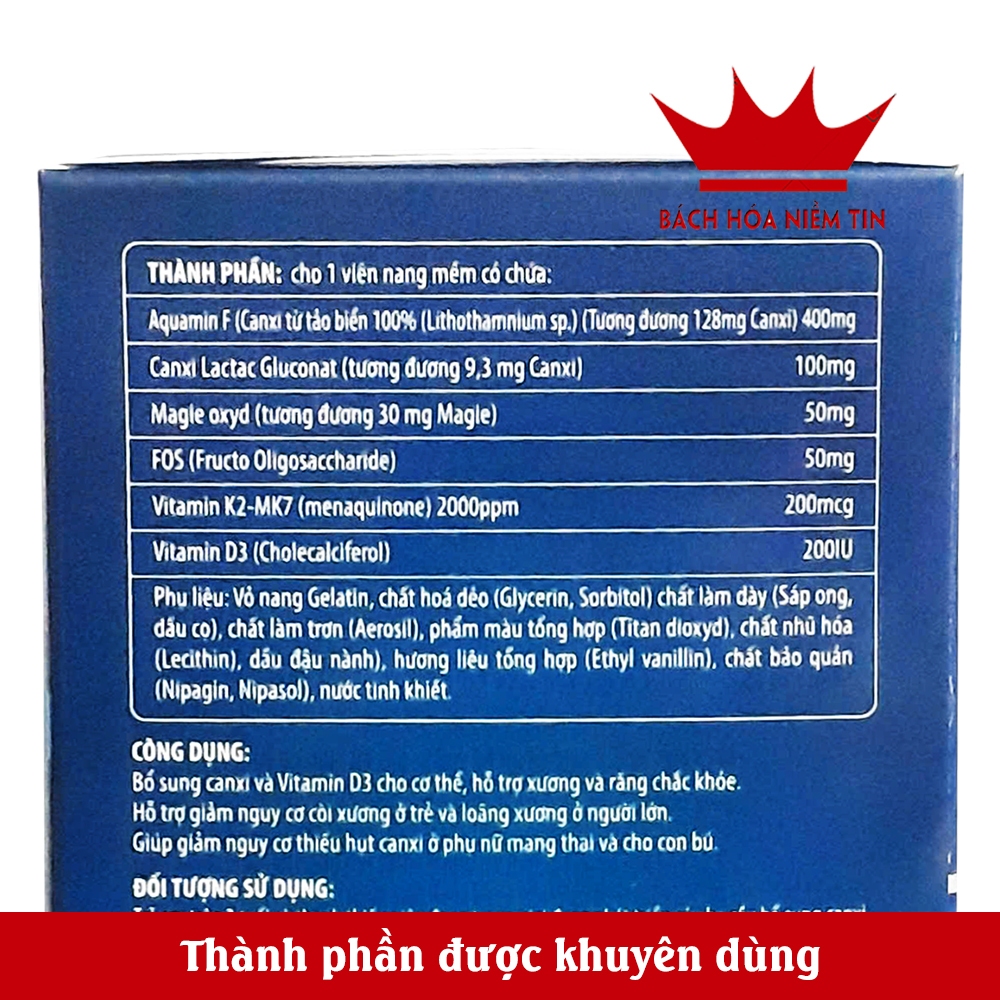 BÁCH HÓA NIỀM TIN
THÀNH PHẦN: cho 1 viên nang mềm có chứa:
Aquamin F (Canxi từ tảo biển 100% (Lithothamnium sp.) (Tương đương 128mg Canxi) 400mg
Canxi Lactac Gluconat (tương đương 9,3 mg Canxi) 100mg
Magie oxyd (tương đương 30 mg Magie) 50mg
FOS (Fructo Oligosaccharide) 50mg
Vitamin K2-MK7 (menaquinone) 2000ppm 200mcg
Vitamin D3 (Cholecalciferol) 200IU
Phụ liệu: Vỏ nang Gelatin, chất hoá dẻo (Glycerin, Sorbitol) chất làm dày (Sáp ong,
dầu cọ), chất làm trơn (Aerosil), phẩm màu tổng hợp (Titan dioxyd), chất nhũ hóa
(Lecithin), dầu đậu nành), hương liệu tổng hợp (Ethyl vanillin), chất bảo quản
(Nipagin, Nipasol), nước tinh khiết.
CÔNG DỤNG:
Bổ sung canxi và Vitamin D3 cho cơ thể, hỗ trợ xương và răng chắc khỏe.
Hỗ trợ giảm nguy cơ còi xương ở trẻ và loãng xương ở người lớn.
Giúp giảm nguy cơ thiếu hụt canxi ở phụ nữ mang thai và cho con bú.
ĐỐI TƯỢNG SỬ DỤNG:
Thành phần được khuyên dùng